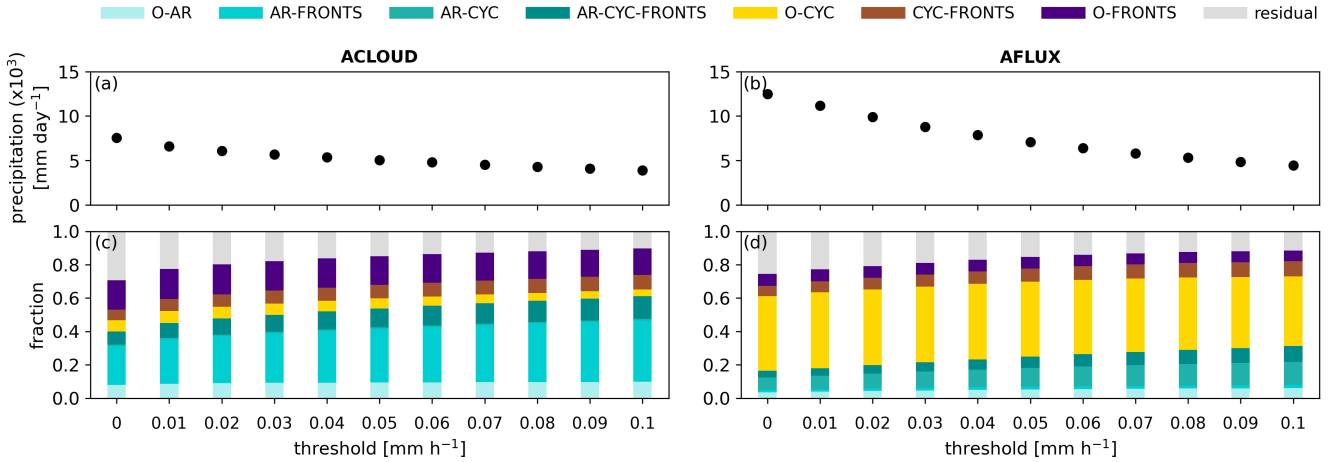 O-AR AR-FRONTS AR-CYC AR-CYC-FRONTS O-CYC CYC-FRONTS O-FRONTS residual
ACLOUD AFLUX
precipitation (x10³)
[mm day⁻¹]
15
10
5
0
(a)
15
10
5
0
(b)
fraction
1.0
0.8
0.6
0.4
0.2
0.0
(c)
0 0.01 0.02 0.03 0.04 0.05 0.06 0.07 0.08 0.09 0.1
threshold [mm h⁻¹]
1.0
0.8
0.6
0.4
0.2
0.0
(d)
0 0.01 0.02 0.03 0.04 0.05 0.06 0.07 0.08 0.09 0.1
threshold [mm h⁻¹]